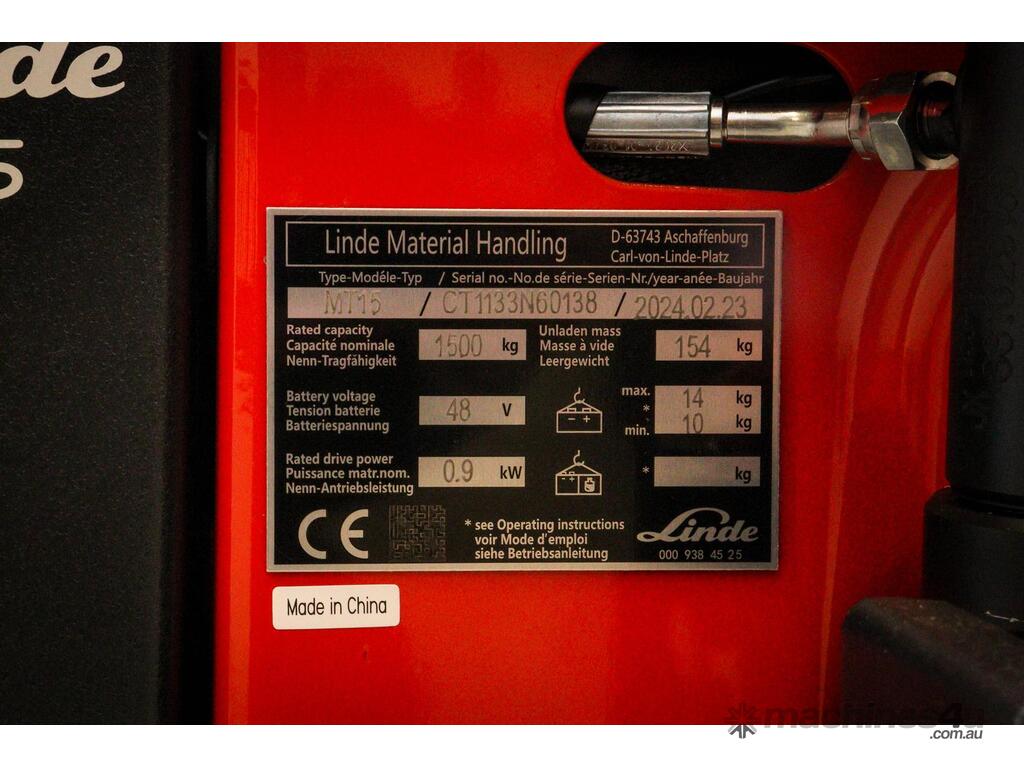 de
5
Linde Material Handling
D-63743 Aschaffenburg
Carl-von-Linde-Platz
Type-Modéle-Typ / Serial no.-No.de série-Serien-Nr./year-anée-Baujahr
MT15 / CT1133N60138 / 2024.02.23
Rated capacity
Capacité nominale
Nenn-Tragfähigkeit
1500 kg
Unladen mass
Masse à vide
Leergewicht
154 kg
Battery voltage
Tension batterie
Batteriespannung
48 V
max. 14 kg
*
min. 10 kg
Rated drive power
Puissance matr.nom.
Nenn-Antriebsleistung
0.9 kW
* kg
CE
* see Operating instructions
voir Mode d'emploi
siehe Betriebsanleitung
Linde
000 938 45 25
Made in China
machines4u
.com.au